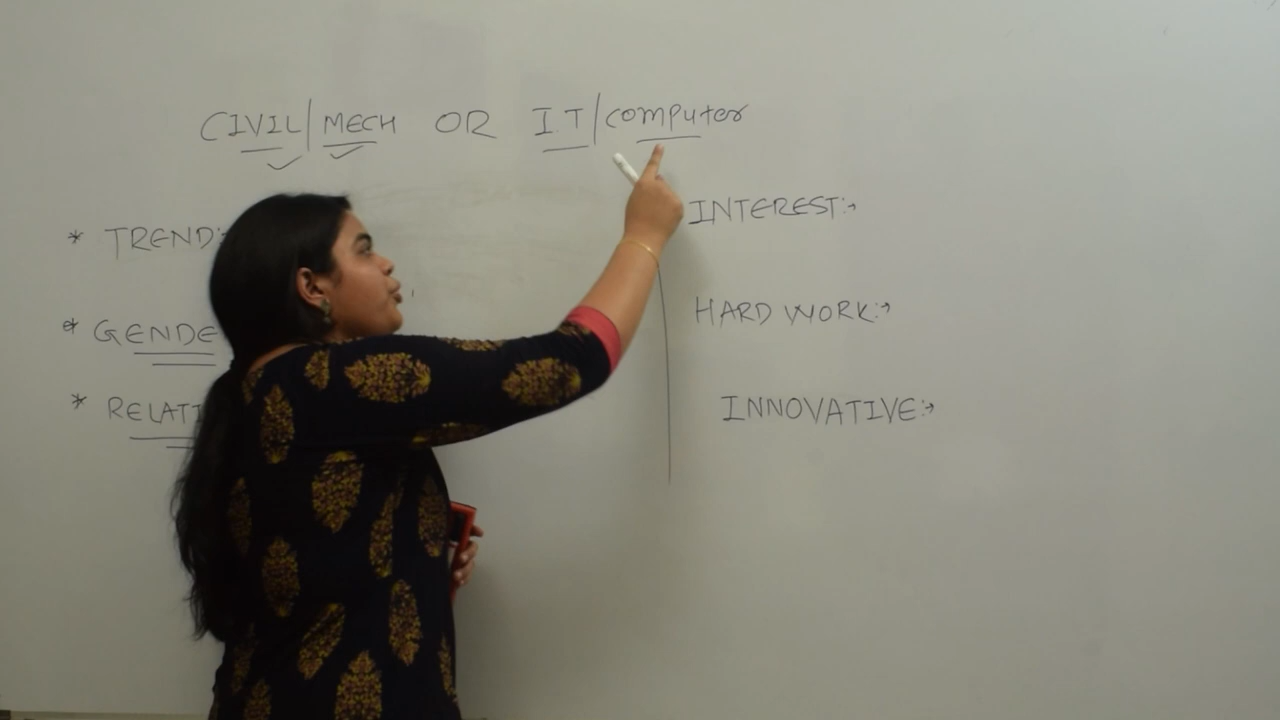 CIVIL/MECH OR I.T/computer
* TREND:
* GENDE
* RELATI
INTEREST:→
HARD WORK:→
INNOVATIVE:→